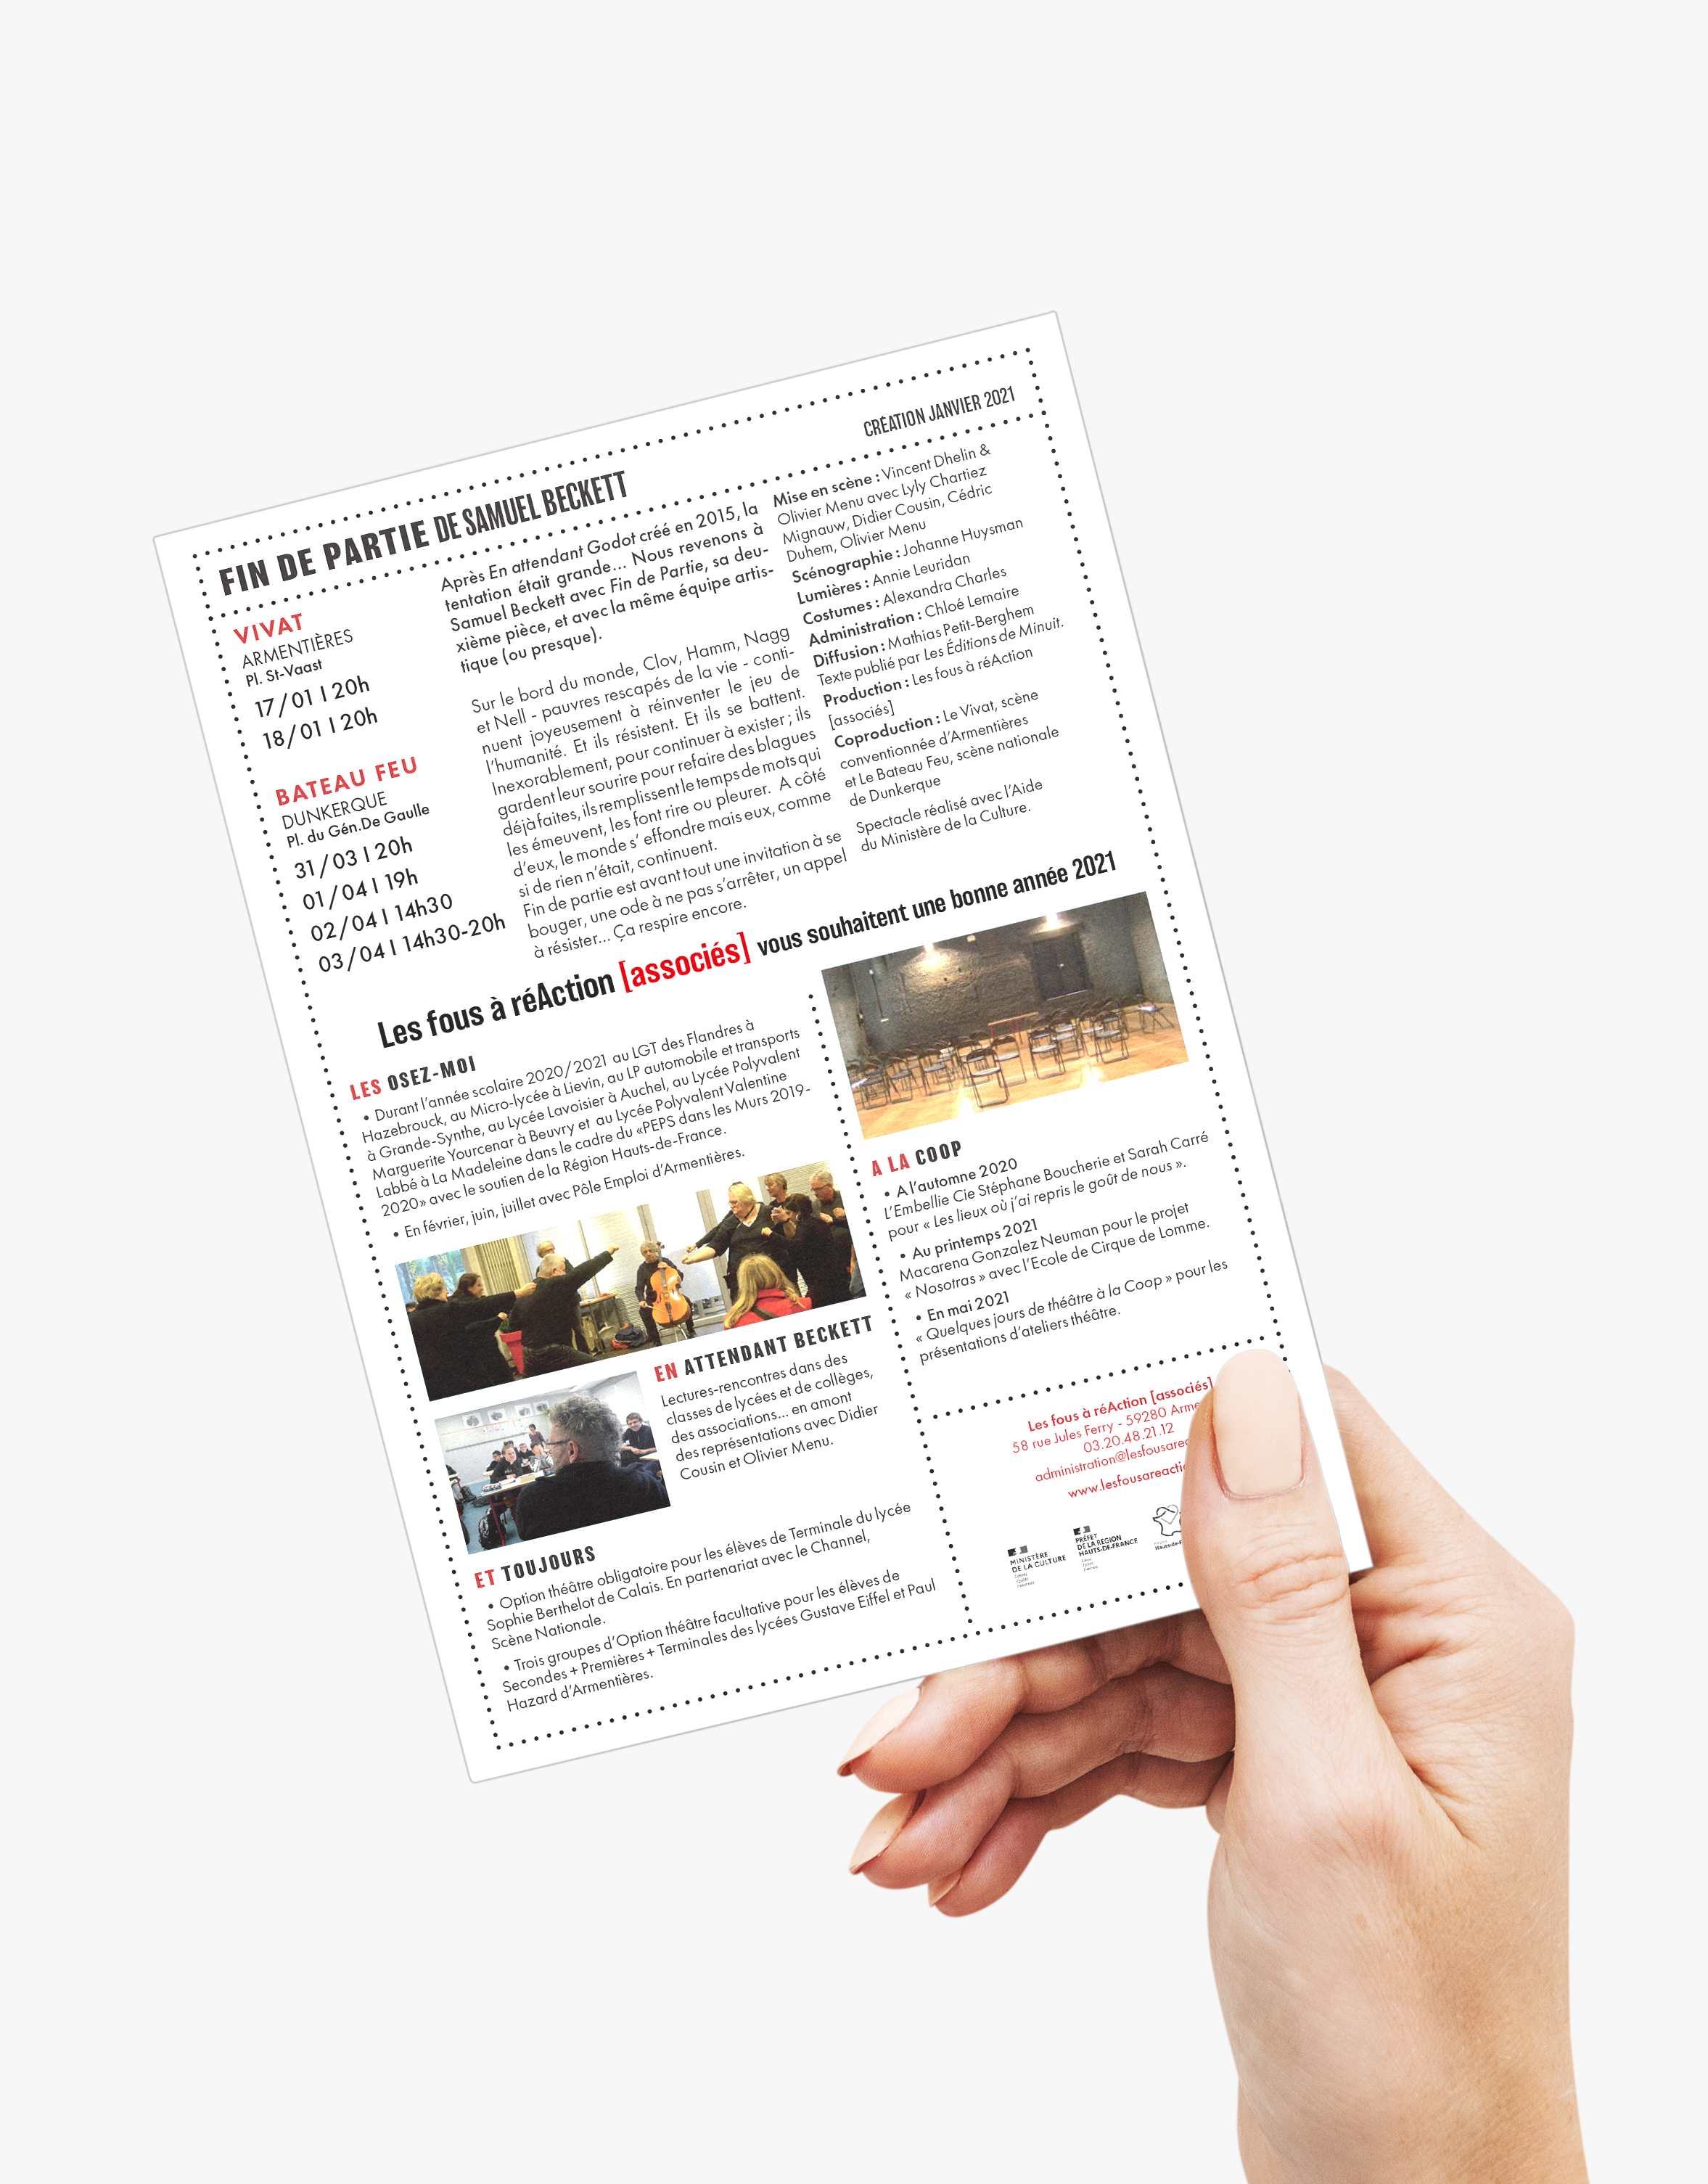 FIN DE PARTIE DE SAMUEL BECKETT
CRÉATION JANVIER 2021
VIVAT
ARMENTIÈRES
Pl. St-Vaast
17/01 I 20h
18/01 I 20h
BATEAU FEU
DUNKERQUE
Pl. du Gén.De Gaulle
31/03 I 20h
01/04 I 19h
02/04 I 14h30
03/04 I 14h30-20h
Après En attendant Godot créé en 2015, la
tentation était grande... Nous revenons à
Samuel Beckett avec Fin de Partie, sa deu-
xième pièce, et avec la même équipe artis-
tique (ou presque).
Sur le bord du monde, Clov, Hamm, Nagg
et Nell - pauvres rescapés de la vie - conti-
nuent joyeusement à réinventer le jeu de
l'humanité. Et ils résistent. Et ils se battent.
Inexorablement, pour continuer à exister ; ils
gardent leur sourire pour refaire des blagues
déjà faites, ils remplissent le temps de mots qui
les émeuvent, les font rire ou pleurer. A côté
d'eux, le monde s' effondre mais eux, comme
si de rien n'était, continuent.
Fin de partie est avant tout une invitation à se
bouger, une ode à ne pas s'arrêter, un appel
à résister... Ça respire encore.
Mise en scène : Vincent Dhelin &
Olivier Menu avec Lyly Chartiez
Mignauw, Didier Cousin, Cédric
Duhem, Olivier Menu
Scénographie : Johanne Huysman
Lumières : Annie Leuridan
Costumes : Alexandra Charles
Administration : Chloé Lemaire
Diffusion : Mathias Petit-Berghem
Texte publié par Les Éditions de Minuit.
Production : Les fous à réAction
[associés]
Coproduction : Le Vivat, scène
conventionnée d'Armentières
et Le Bateau Feu, scène nationale
de Dunkerque
Spectacle réalisé avec l'Aide
du Ministère de la Culture.
Les fous à réAction [associés] vous souhaitent une bonne année 2021
LES OSEZ-MOI
• Durant l'année scolaire 2020/2021 au LGT des Flandres à
Hazebrouck, au Micro-lycée à Lievin, au LP automobile et transports
à Grande-Synthe, au Lycée Lavoisier à Auchel, au Lycée Polyvalent
Marguerite Yourcenar à Beuvry et au Lycée Polyvalent Valentine
Labbé à La Madeleine dans le cadre du «PEPS dans les Murs 2019-
2020» avec le soutien de la Région Hauts-de-France.
• En février, juin, juillet avec Pôle Emploi d'Armentières.
EN ATTENDANT BECKETT
Lectures-rencontres dans des
classes de lycées et de collèges,
des associations... en amont
des représentations avec Didier
Cousin et Olivier Menu.
ET TOUJOURS
• Option théâtre obligatoire pour les élèves de Terminale du lycée
Sophie Berthelot de Calais. En partenariat avec le Channel,
Scène Nationale.
• Trois groupes d'Option théâtre facultative pour les élèves de
Secondes + Premières + Terminales des lycées Gustave Eiffel et Paul
Hazard d'Armentières.
A LA COOP
• A l'automne 2020
L'Embellie Cie Stéphane Boucherie et Sarah Carré
pour « Les lieux où j'ai repris le goût de nous ».
• Au printemps 2021
Macarena Gonzalez Neuman pour le projet
« Nosotras » avec l'Ecole de Cirque de Lomme.
• En mai 2021
« Quelques jours de théâtre à la Coop » pour les
présentations d'ateliers théâtre.
Les fous à réAction [associés]
58 rue Jules Ferry - 59280 Arme
03.20.48.21.12
administration@lesfousareac
www.lesfousareacti
MINISTÈRE
DE LA CULTURE
PRÉFET
DE LA RÉGION
HAUTS-DE-FRANCE